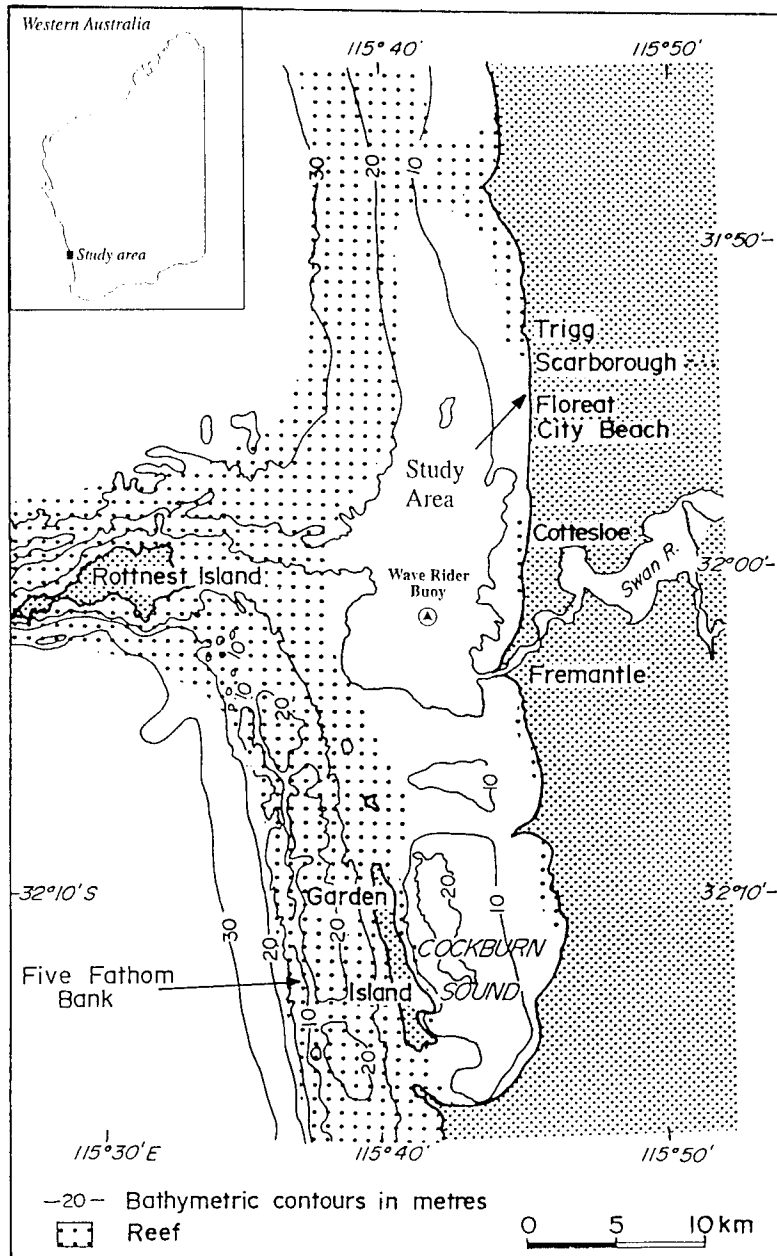 Western Australia
Study area
115°40'
115°50'
30
20
10
31°50'
Trigg
Scarborough
Floreat
City Beach
Study
Area
Cottesloe
Swan R.
32°00'
Rottnest Island
Wave Rider
Buoy
Fremantle
10
10
20
10
32°10' S
32°10'
Garden
20
10
COCKBURN
SOUND
Island
30
20
20
10
Five Fathom
Bank
20
115°30' E
115°40'
115°50'
—20— Bathymetric contours in metres
Reef
0 5 10 km